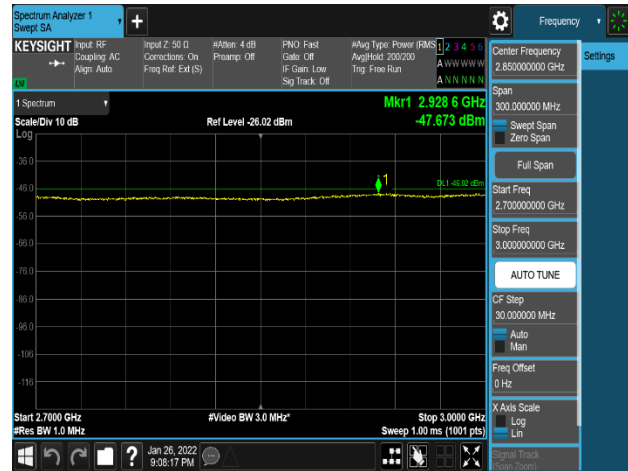 Spectrum Analyzer 1
Swept SA
Frequency
KEYSIGHT
Input: RF
Coupling: AC
Align: Auto
Input Z: 50 Ω
Corrections: On
Freq Ref: Ext (S)
#Atten: 4 dB
Preamp: Off
PNO: Fast
Gate: Off
IF Gain: Low
Sig Track: Off
#Avg Type: Power (RMS
Avg|Hold: 200/200
Trig: Free Run
1 2 3 4 5 6
A W W W W W
A N N N N N
1 Spectrum
Scale/Div 10 dB
Ref Level -26.02 dBm
Mkr1 2.928 6 GHz
-47.673 dBm
Log
-36.0
1
DL1 -46.02 dBm
-46.0
-56.0
-66.0
-76.0
-86.0
-96.0
-106
-116
Start 2.7000 GHz
#Video BW 3.0 MHz*
Stop 3.0000 GHz
#Res BW 1.0 MHz
Sweep 1.00 ms (1001 pts)
Jan 26, 2022
9:08:17 PM
Center Frequency
2.850000000 GHz
Settings
Span
300.000000 MHz
Swept Span
Zero Span
Full Span
Start Freq
2.700000000 GHz
Stop Freq
3.000000000 GHz
AUTO TUNE
CF Step
30.000000 MHz
Auto
Man
Freq Offset
0 Hz
X Axis Scale
Log
Lin
Signal Track
(Span Zoom)